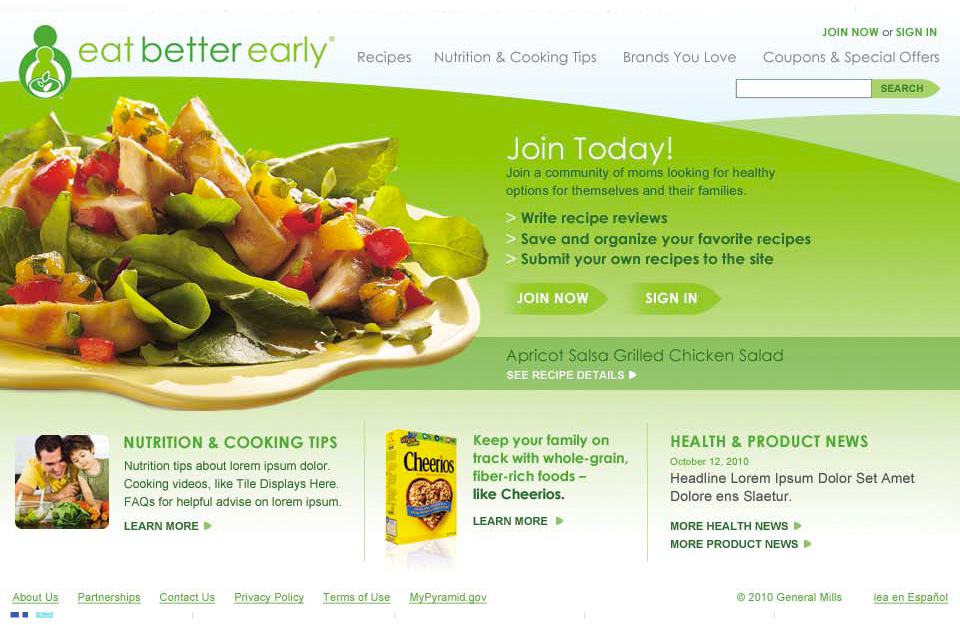 eat better early®
JOIN NOW or SIGN IN
Recipes Nutrition & Cooking Tips Brands You Love Coupons & Special Offers
SEARCH
Join Today!
Join a community of moms looking for healthy
options for themselves and their families.
> Write recipe reviews
> Save and organize your favorite recipes
> Submit your own recipes to the site
JOIN NOW SIGN IN
Apricot Salsa Grilled Chicken Salad
SEE RECIPE DETAILS
NUTRITION & COOKING TIPS
Nutrition tips about lorem ipsum dolor.
Cooking videos, like Tile Displays Here.
FAQs for helpful advise on lorem ipsum.
LEARN MORE
Cheerios
Keep your family on
track with whole-grain,
fiber-rich foods –
like Cheerios.
LEARN MORE
HEALTH & PRODUCT NEWS
October 12, 2010
Headline Lorem Ipsum Dolor Set Amet
Dolore ens Slaetur.
MORE HEALTH NEWS
MORE PRODUCT NEWS
About Us Partnerships Contact Us Privacy Policy Terms of Use MyPyramid.gov
© 2010 General Mills lea en Español